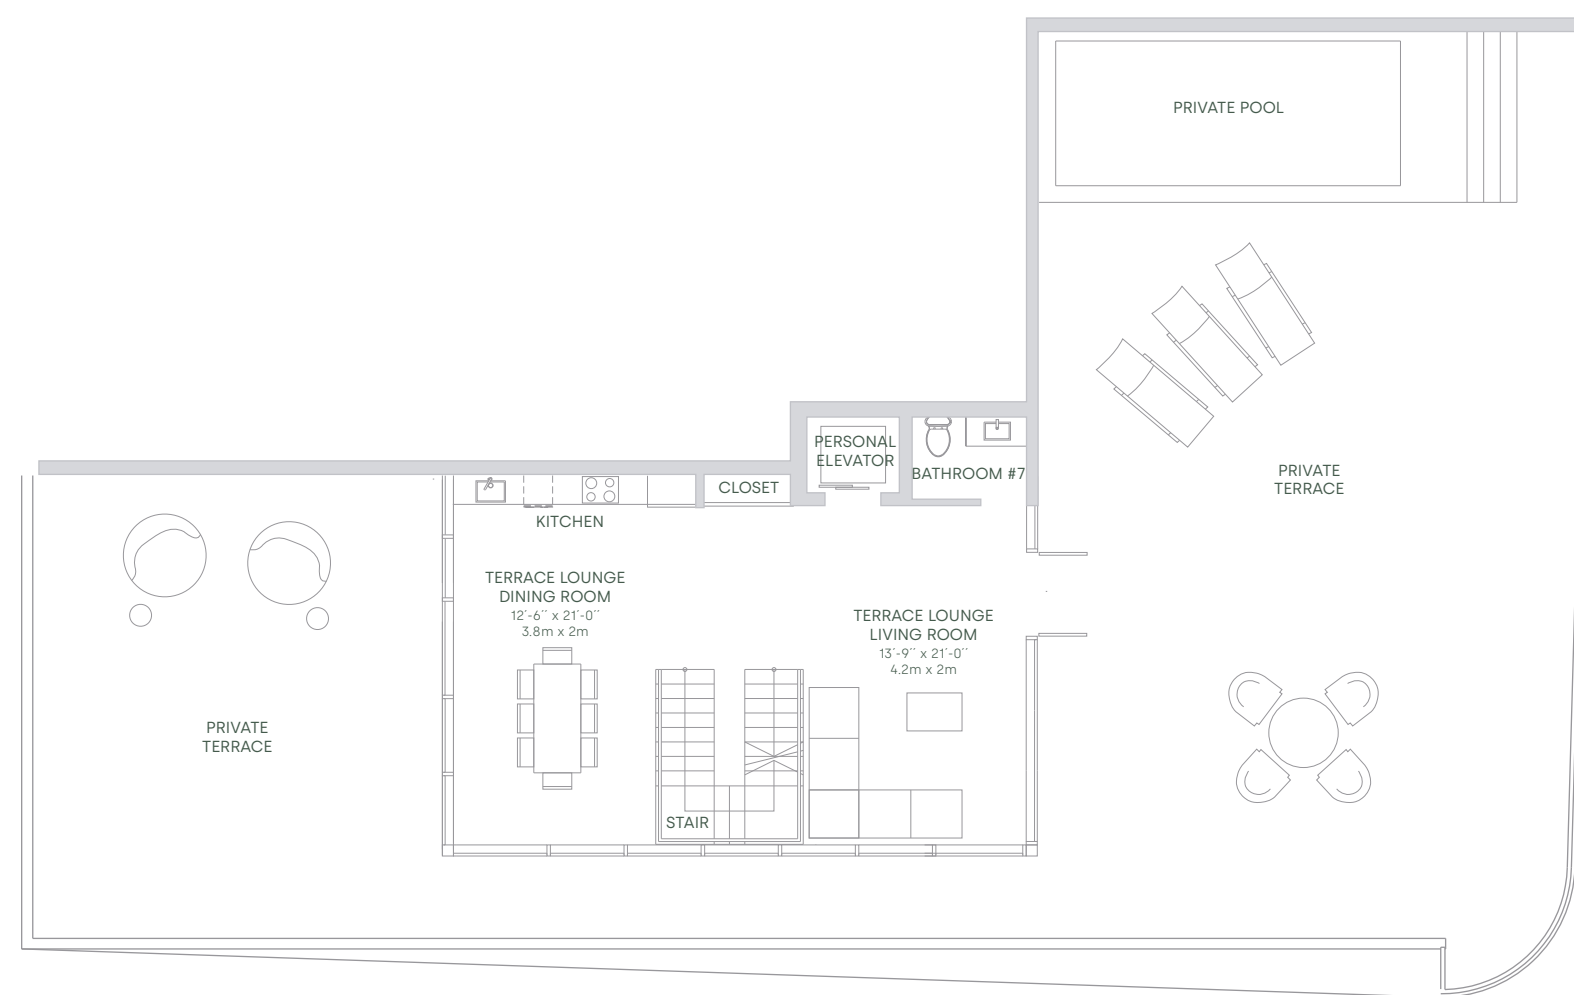 PRIVATE POOL
PERSONAL
ELEVATOR
BATHROOM #7
PRIVATE
TERRACE
CLOSET
KITCHEN
TERRACE LOUNGE
DINING ROOM
12´-6´´ x 21´-0´´
3.8m x 2m
TERRACE LOUNGE
LIVING ROOM
13´-9´´ x 21´-0´´
4.2m x 2m
PRIVATE
TERRACE
STAIR